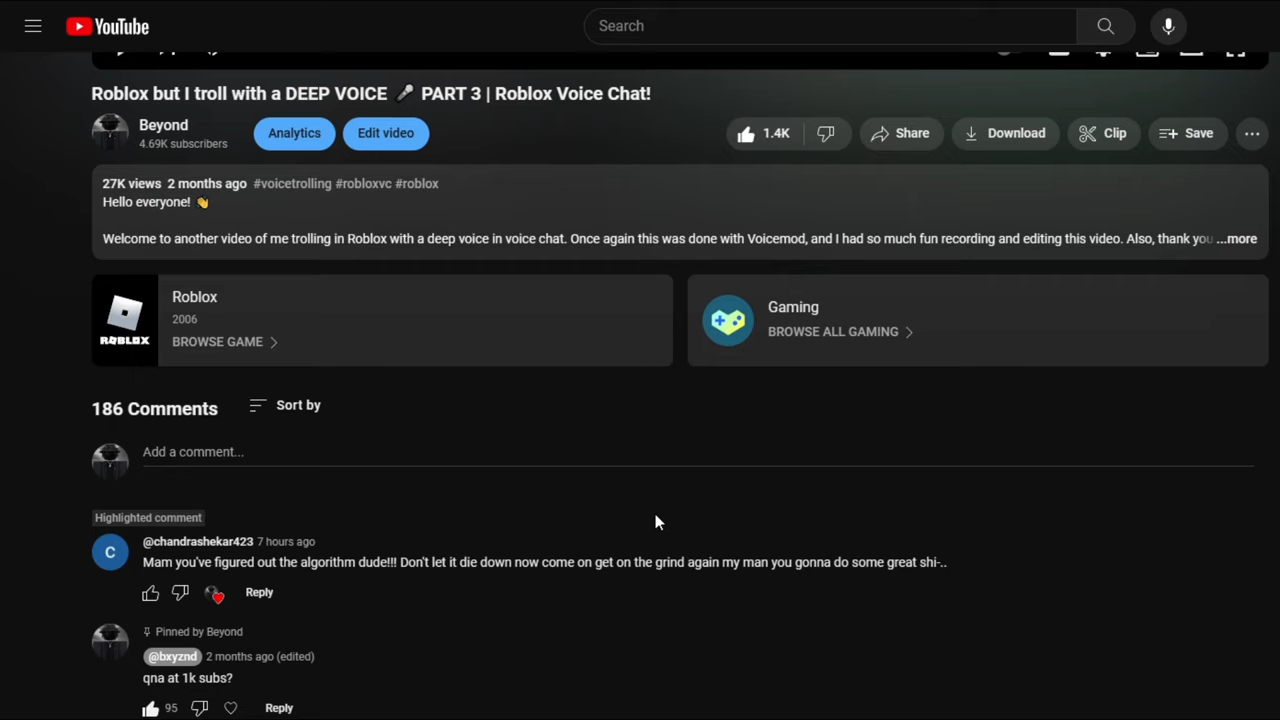 YouTube
Search
Roblox but I troll with a DEEP VOICE 🎤 PART 3 | Roblox Voice Chat!
Beyond
4.69K subscribers
Analytics
Edit video
1.4K
Share
Download
Clip
Save
27K views 2 months ago #voicetrolling #robloxvc #roblox
Hello everyone! 👏
Welcome to another video of me trolling in Roblox with a deep voice in voice chat. Once again this was done with Voicemod, and I had so much fun recording and editing this video. Also, thank you ...more
ROBLOX
Roblox
2006
BROWSE GAME
Gaming
BROWSE ALL GAMING
186 Comments
Sort by
Add a comment...
Highlighted comment
C
@chandrashekar423 7 hours ago
Mam you've figured out the algorithm dude!!! Don't let it die down now come on get on the grind again my man you gonna do some great shi-..
Reply
Pinned by Beyond
@bxyznd 2 months ago (edited)
qna at 1k subs?
95
Reply